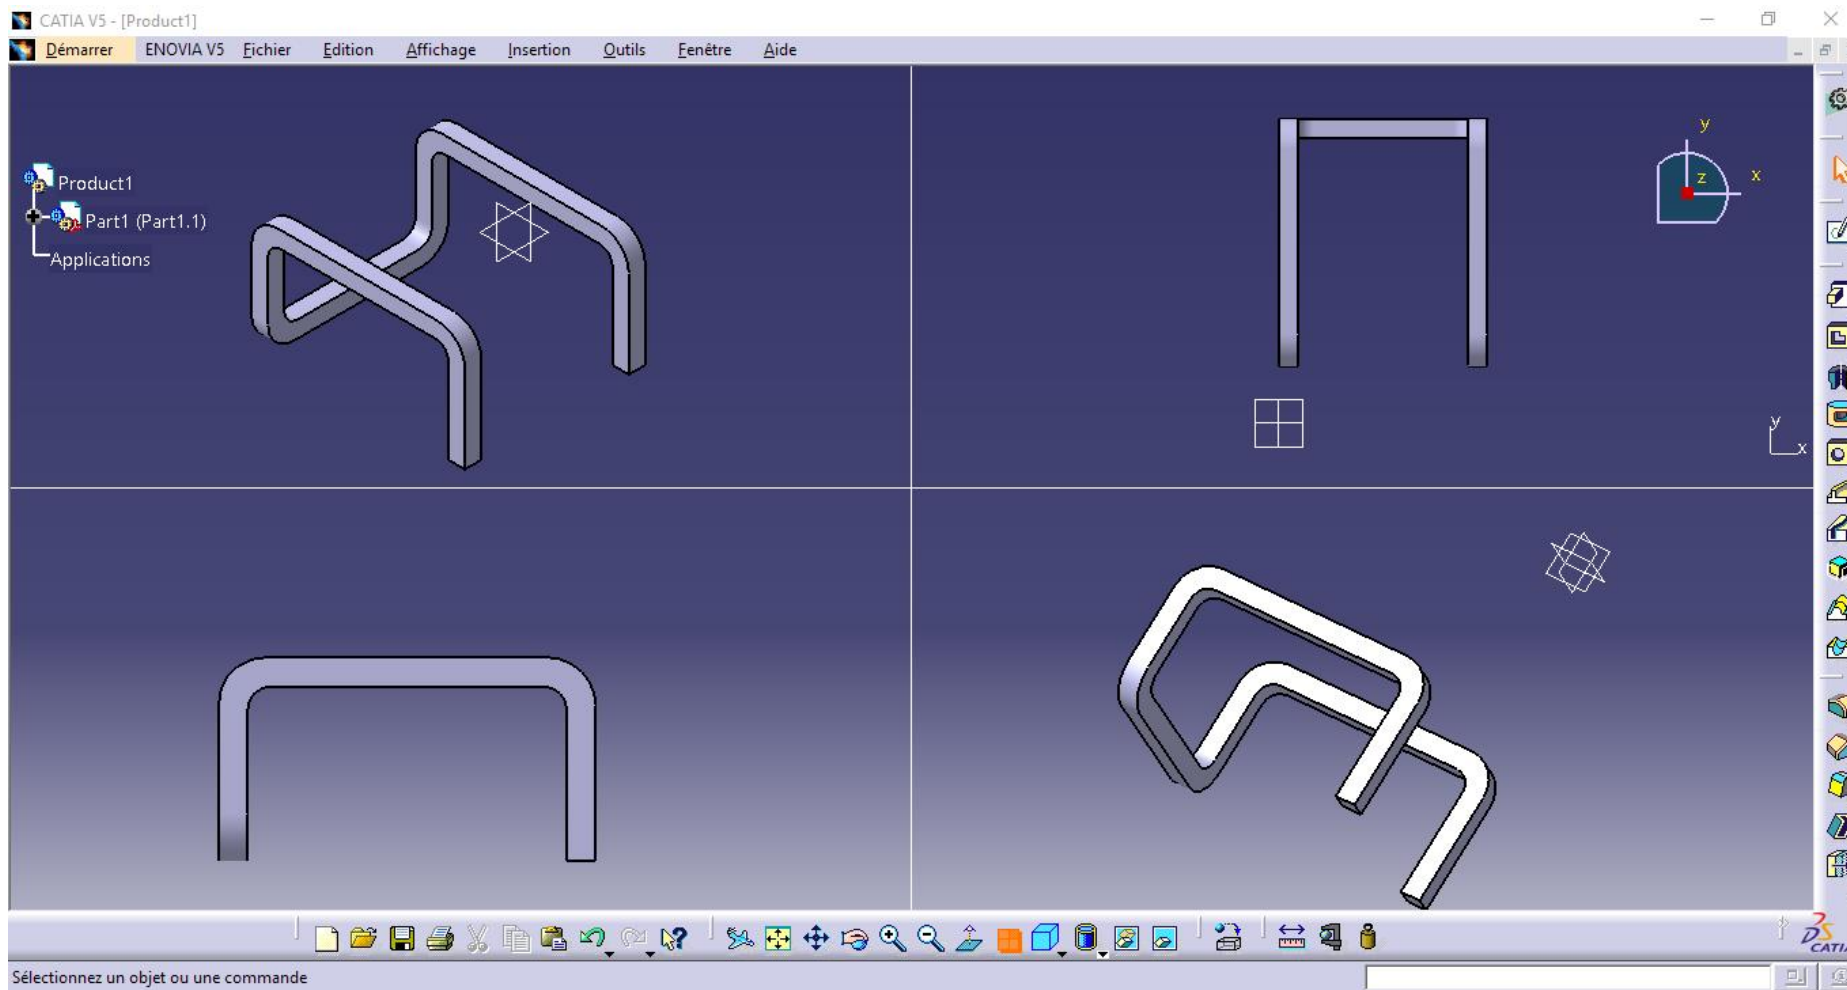 CATIA V5 - [Product1]
Démarrer ENOVIA V5 Fichier Edition Affichage Insertion Outils Fenêtre Aide
Product1
Part1 (Part1.1)
Applications
y
z x
y
x
CATIA
Sélectionnez un objet ou une commande